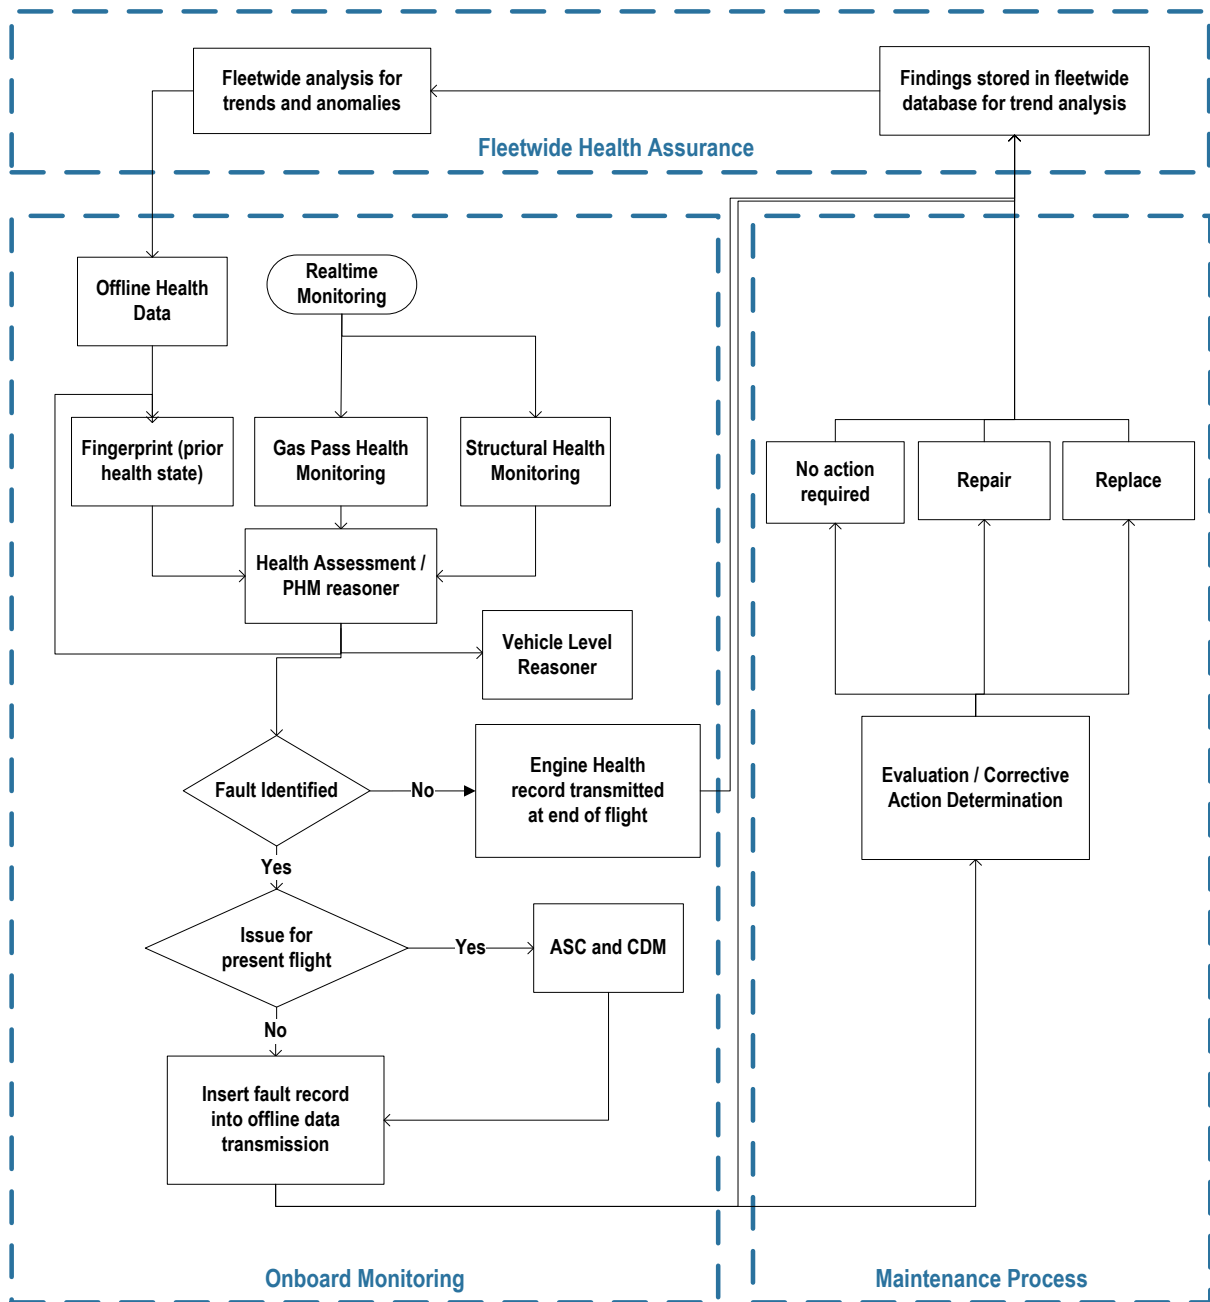 Fleetwide analysis for
trends and anomalies
Findings stored in fleetwide
database for trend analysis
Fleetwide Health Assurance
Offline Health
Data
Realtime
Monitoring
Fingerprint (prior
health state)
Gas Pass Health
Monitoring
Structural Health
Monitoring
Health Assessment /
PHM reasoner
Vehicle Level
Reasoner
Fault Identified
No
Engine Health
record transmitted
at end of flight
Yes
Issue for
present flight
Yes
ASC and CDM
No
Insert fault record
into offline data
transmission
Onboard Monitoring
No action
required
Repair
Replace
Evaluation / Corrective
Action Determination
Maintenance Process